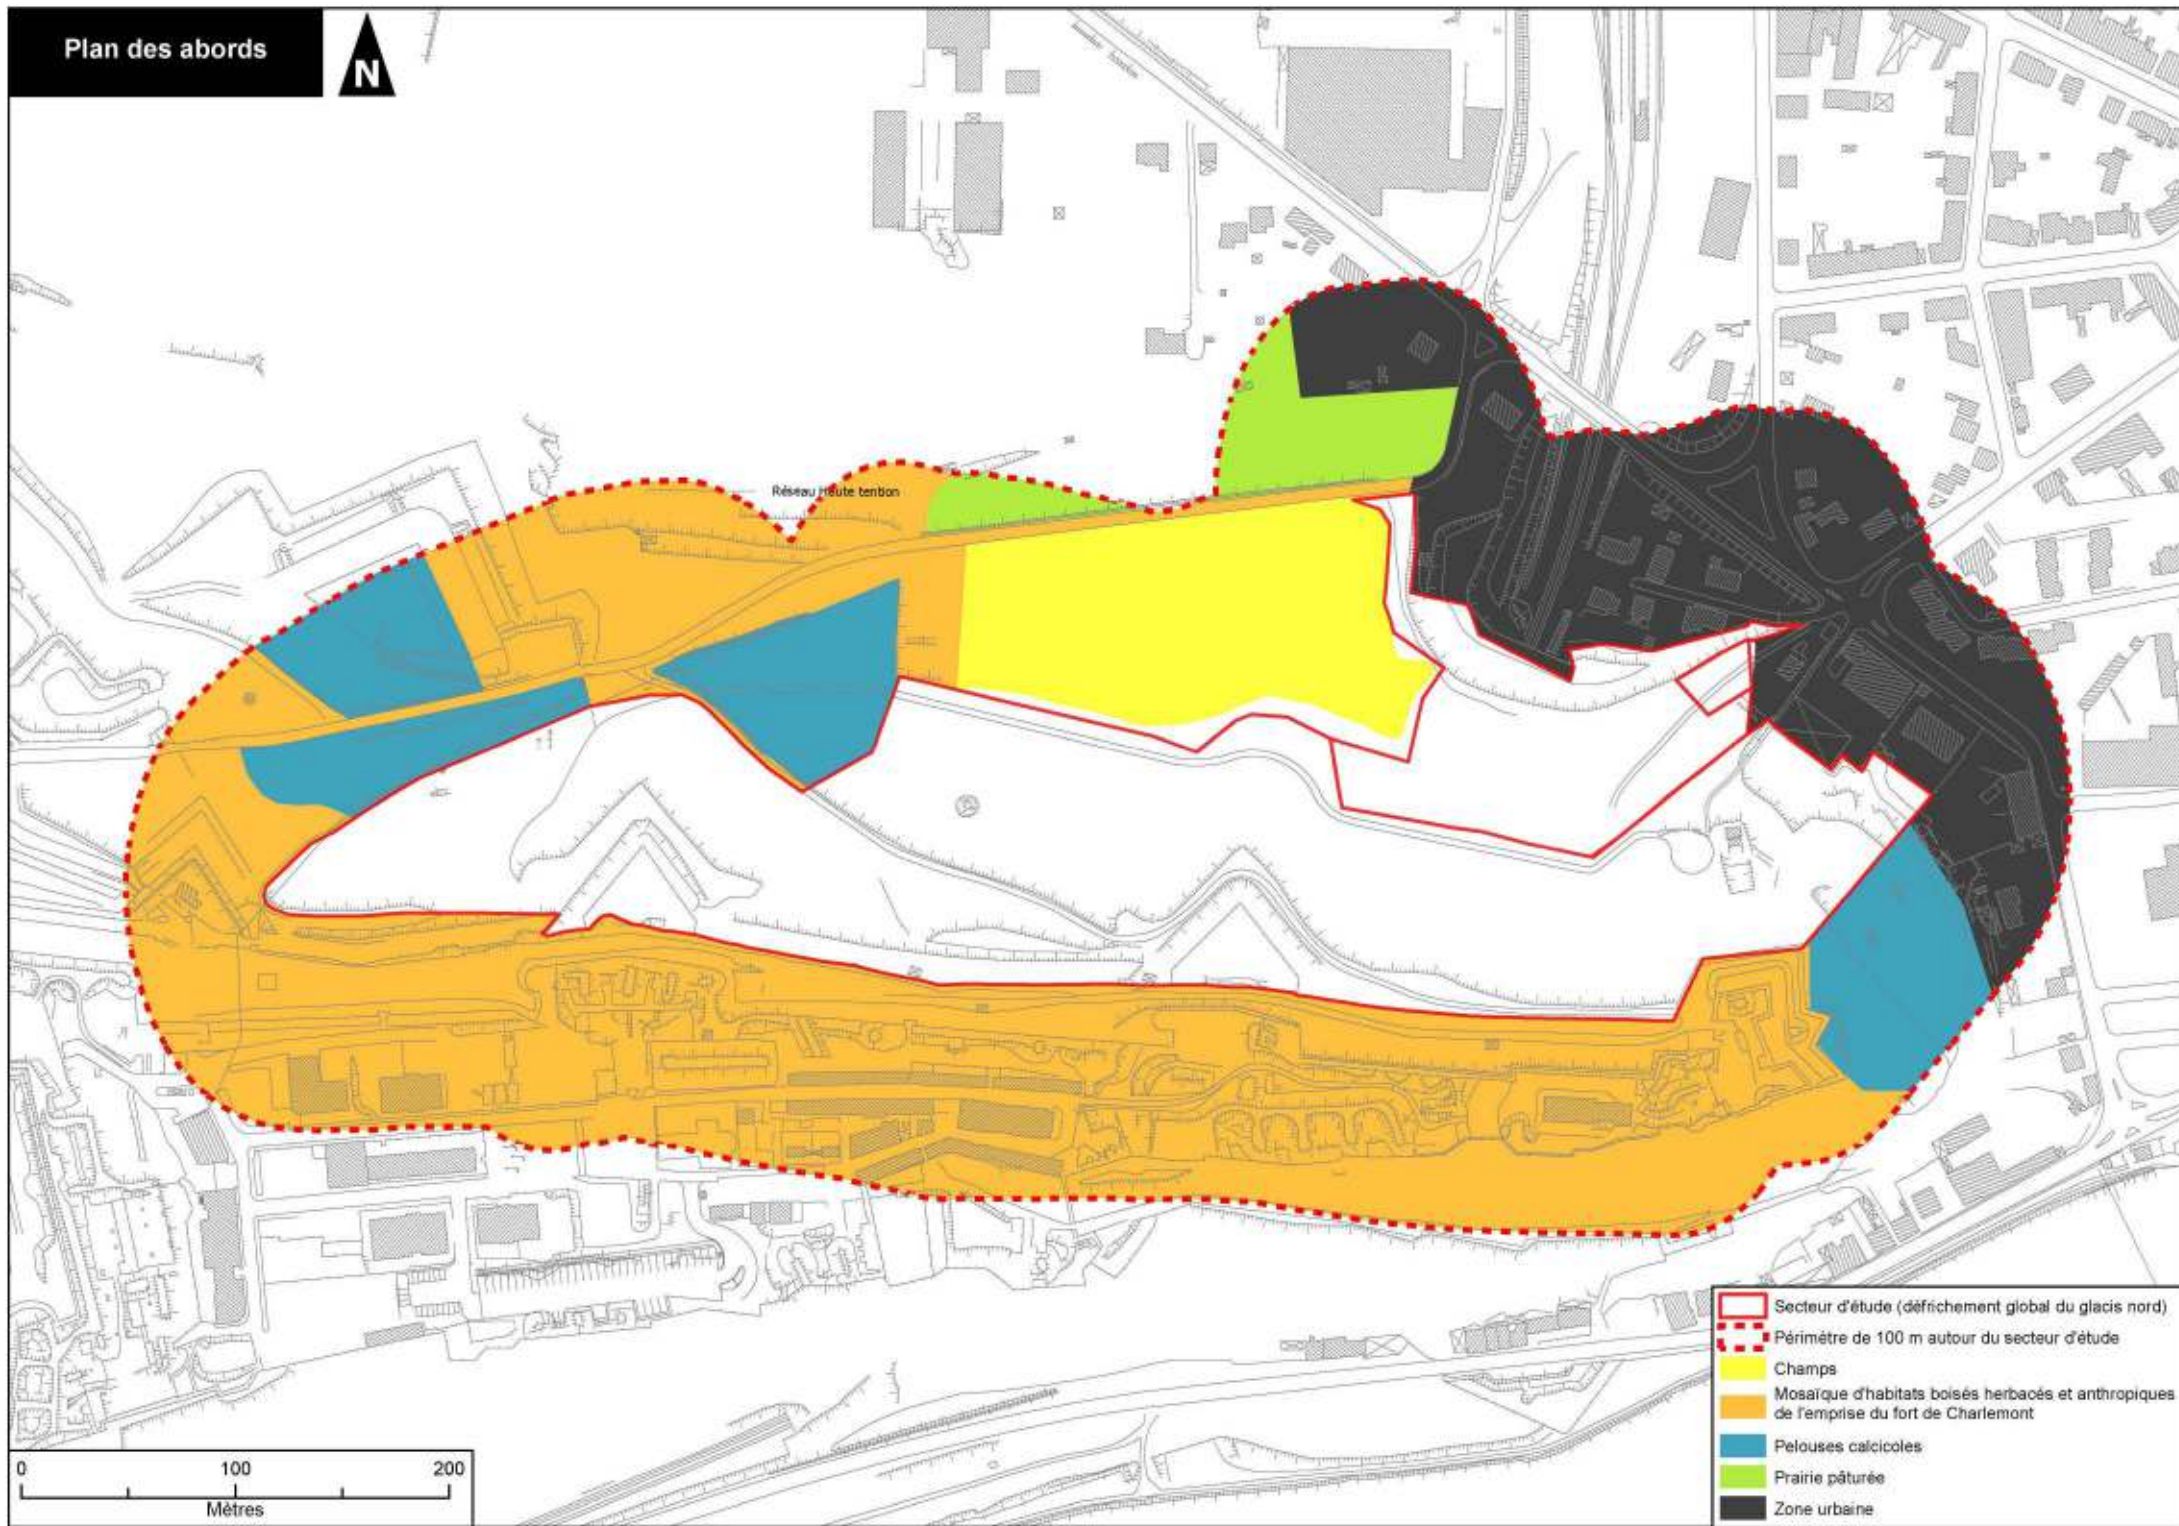 Plan des abords
N
Réseau Haute tention
Secteur d'étude (défrichement global du glacis nord)
Périmètre de 100 m autour du secteur d'étude
Champs
Mosaïque d'habitats boisés herbacés et anthropiques
de l'emprise du fort de Charlemont
Pelouses calcicoles
Prairie pâturée
Zone urbaine
0 100 200
Mètres